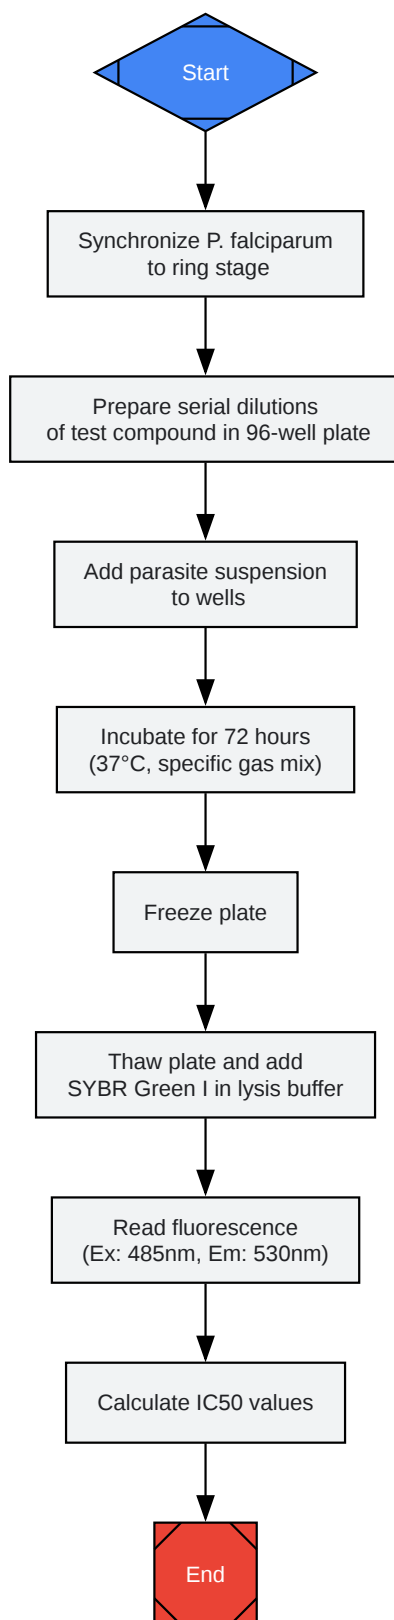 Start
Synchronize P. falciparum
to ring stage
Prepare serial dilutions
of test compound in 96-well plate
Add parasite suspension
to wells
Incubate for 72 hours
(37°C, specific gas mix)
Freeze plate
Thaw plate and add
SYBR Green I in lysis buffer
Read fluorescence
(Ex: 485nm, Em: 530nm)
Calculate IC50 values
End